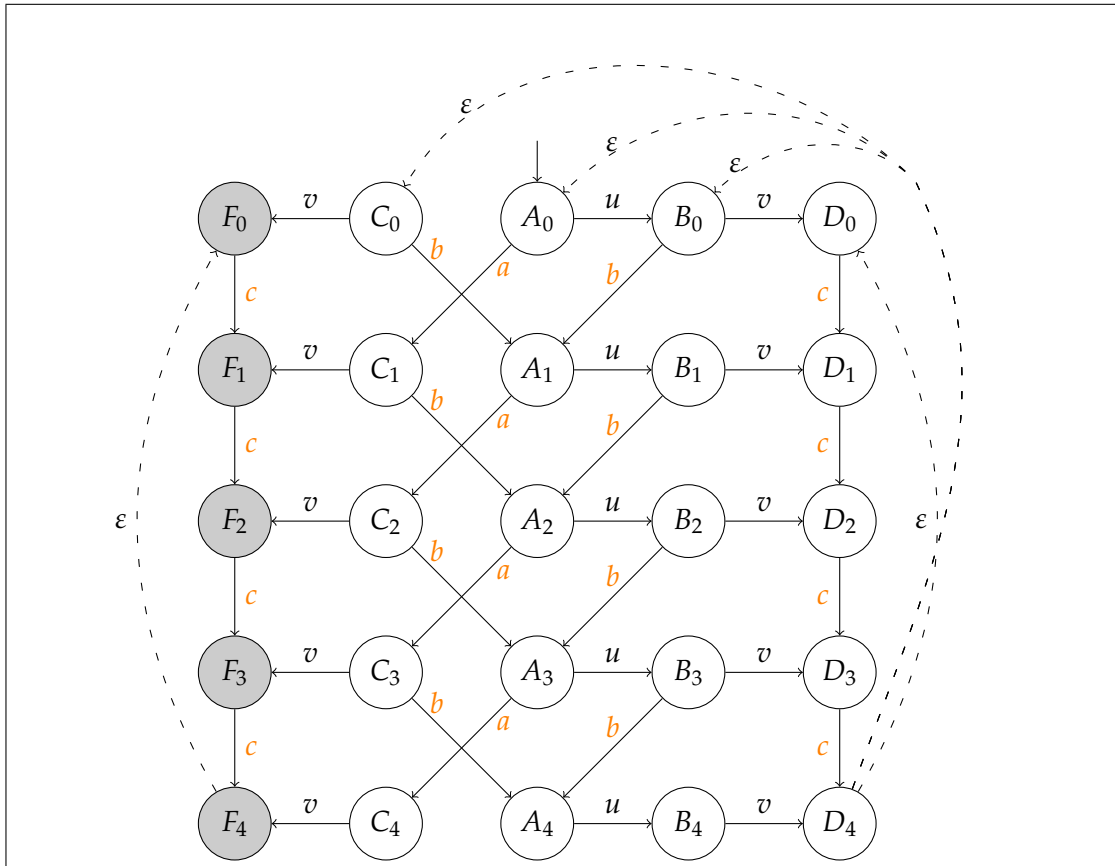 ε
ε
ε
F₀ v C₀ A₀ u B₀ v D₀
b a b
c c
F₁ v C₁ A₁ u B₁ v D₁
b a b
c c
F₂ v C₂ A₂ u B₂ v D₂
ε ε
b a b
c c
F₃ v C₃ A₃ u B₃ v D₃
b a b
c c
F₄ v C₄ A₄ u B₄ v D₄